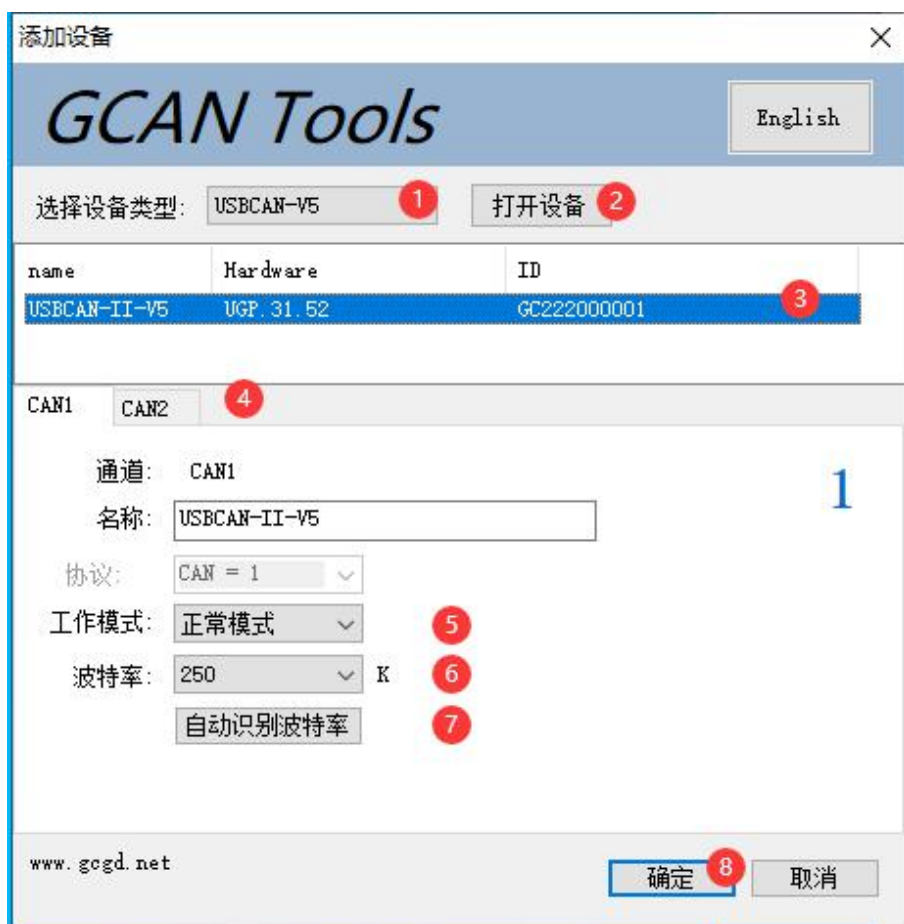 添加设备
GCAN Tools English
选择设备类型: USBCAN-V5 1 打开设备 2
name Hardware ID
USBCAN-II-V5 UGP.31.52 GC222000001 3
CAN1 CAN2 4
通道: CAN1 1
名称: USBCAN-II-V5
协议: CAN = 1
工作模式: 正常模式 5
波特率: 250 K 6
自动识别波特率 7
www.gcgd.net 确定 8 取消